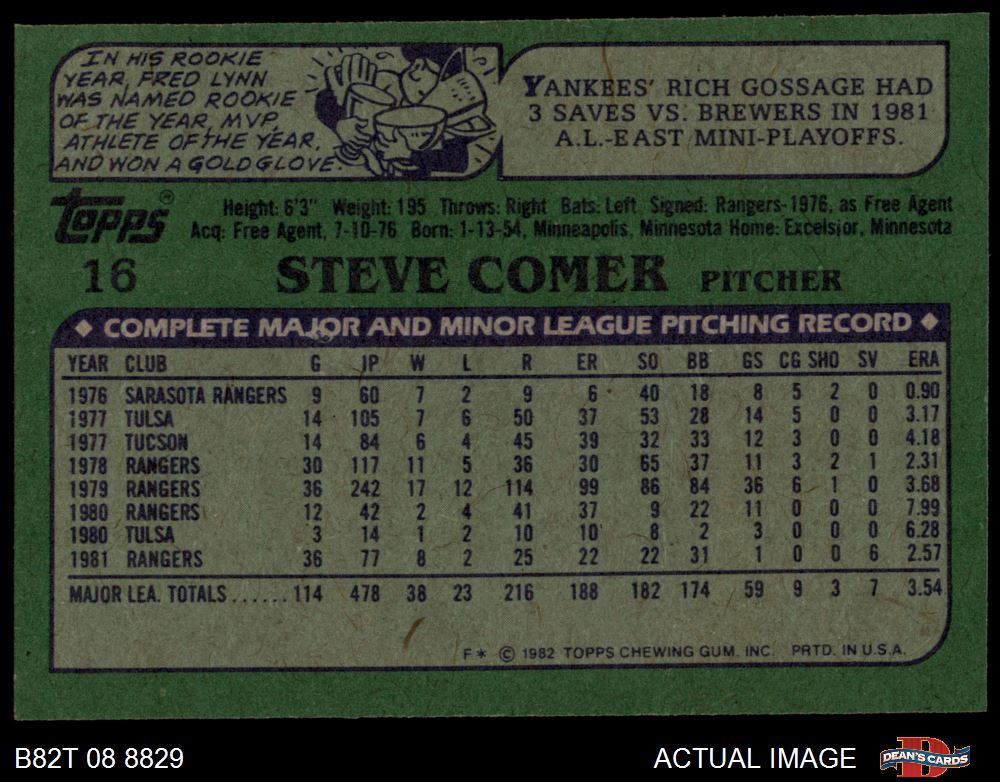 IN HIS ROOKIE
YEAR, FRED LYNN
WAS NAMED ROOKIE
OF THE YEAR, MVP,
ATHLETE OF THE YEAR,
AND WON A GOLD GLOVE.
YANKEES' RICH GOSSAGE HAD
3 SAVES VS. BREWERS IN 1981
A.L.-EAST MINI-PLAYOFFS.
Topps®
Height: 6'3" Weight: 195 Throws: Right Bats: Left Signed: Rangers-1976, as Free Agent
Acq: Free Agent, 7-10-76 Born: 1-13-54, Minneapolis, Minnesota Home: Excelsior, Minnesota
16 STEVE COMER PITCHER
◆ COMPLETE MAJOR AND MINOR LEAGUE PITCHING RECORD ◆
YEAR CLUB G IP W L R ER SO BB GS CG SHO SV ERA
1976 SARASOTA RANGERS 9 60 7 2 9 6 40 18 8 5 2 0 0.90
1977 TULSA 14 105 7 6 50 37 53 28 14 5 0 0 3.17
1977 TUCSON 14 84 6 4 45 39 32 33 12 3 0 0 4.18
1978 RANGERS 30 117 11 5 36 30 65 37 11 3 2 1 2.31
1979 RANGERS 36 242 17 12 114 99 86 84 36 6 1 0 3.68
1980 RANGERS 12 42 2 4 41 37 9 22 11 0 0 0 7.99
1980 TULSA 3 14 1 2 10 10 8 2 3 0 0 0 6.28
1981 RANGERS 36 77 8 2 25 22 22 31 1 0 0 6 2.57
MAJOR LEA. TOTALS......114 478 38 23 216 188 182 174 59 9 3 7 3.54
F* © 1982 TOPPS CHEWING GUM, INC. PRTD. IN U.S.A.
B82T 08 8829
ACTUAL IMAGE
D
DEAN'S CARDS